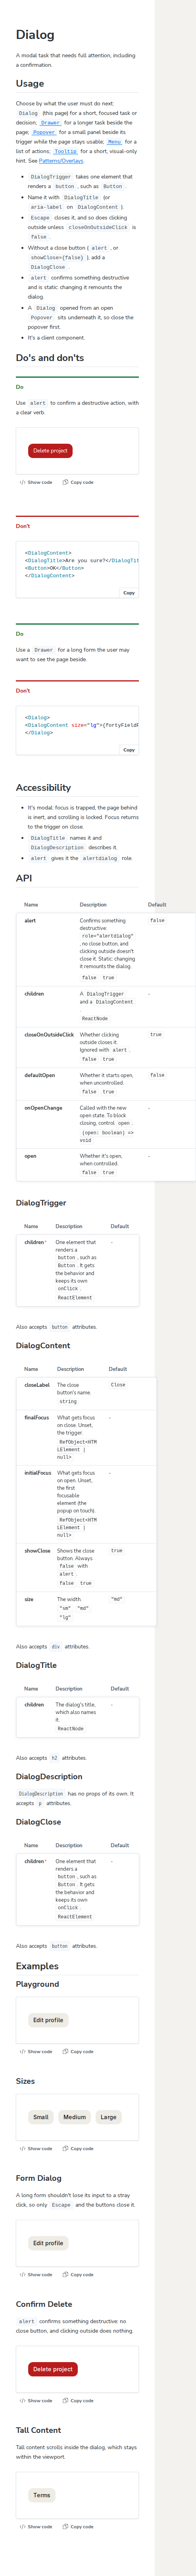 Dialog
A modal task that needs full attention, including
a confirmation.
Usage
Choose by what the user must do next:
Dialog (this page) for a short, focused task or
decision, Drawer, for a longer task beside the
page; Popover for a small panel beside its
trigger while the page stays usable; Menu for a
list of actions; Tooltip for a short, visual-only
hint. See Patterns/Overlays.
DialogTrigger takes one element that
renders a button, such as Button.
Name it with DialogTitle (or
aria-label on DialogContent).
Escape closes it, and so does clicking
outside unless closeOnOutsideClick is
false.
Without a close button (alert, or
showClose={false}), add a
DialogClose.
alert confirms something destructive
and is static: changing it remounts the
dialog.
A Dialog opened from an open
Popover sits underneath it, so close the
popover first.
It's a client component.
Do's and don'ts
Do
Use alert to confirm a destructive action, with
a clear verb.
Delete project
Show code Copy code
Don't
<DialogContent>
<DialogTitle>Are you sure?</DialogTit
<Button>OK</Button>
</DialogContent>
Copy
Do
Use a Drawer for a long form the user may
want to see the page beside.
Don't
<Dialog>
<DialogContent size="lg">{fortyFieldF
</Dialog>
Copy
Accessibility
It's modal: focus is trapped, the page behind
is inert, and scrolling is locked. Focus returns
to the trigger on close.
DialogTitle names it and
DialogDescription describes it.
alert gives it the alertdialog role.
API
Name Description Default
alert Confirms something destructive: role="alertdialog", no close button, and clicking outside doesn't close it. Static: changing it remounts the dialog. false
false true
children A DialogTrigger and a DialogContent. -
ReactNode
closeOnOutsideClick Whether clicking outside closes it. Ignored with alert. true
false true
defaultOpen Whether it starts open, when uncontrolled. false
false true
onOpenChange Called with the new open state. To block closing, control open. -
(open: boolean) => void
open Whether it's open, when controlled. -
false true
DialogTrigger
Name Description Default
children* One element that renders a button, such as Button. It gets the behavior and keeps its own onClick. -
ReactElement
Also accepts button attributes.
DialogContent
Name Description Default
closeLabel The close button's name. Close
string
finalFocus What gets focus on close. Unset, the trigger. -
RefObject<HTMLElement | null>
initialFocus What gets focus on open. Unset, the first focusable element (the popup on touch). -
RefObject<HTMLElement | null>
showClose Shows the close button. Always false with alert. true
false true
size The width. "md"
"sm" "md" "lg"
Also accepts div attributes.
DialogTitle
Name Description Default
children The dialog's title, which also names it. -
ReactNode
Also accepts h2 attributes.
DialogDescription
DialogDescription has no props of its own. It
accepts p attributes.
DialogClose
Name Description Default
children* One element that renders a button, such as Button. It gets the behavior and keeps its own onClick. -
ReactElement
Also accepts button attributes.
Examples
Playground
Edit profile
Show code Copy code
Sizes
Small Medium Large
Show code Copy code
Form Dialog
A long form shouldn't lose its input to a stray
click, so only Escape and the buttons close it.
Edit profile
Show code Copy code
Confirm Delete
alert confirms something destructive: no
close button, and clicking outside does nothing.
Delete project
Show code Copy code
Tall Content
Tall content scrolls inside the dialog, which stays
within the viewport.
Terms
Show code Copy code